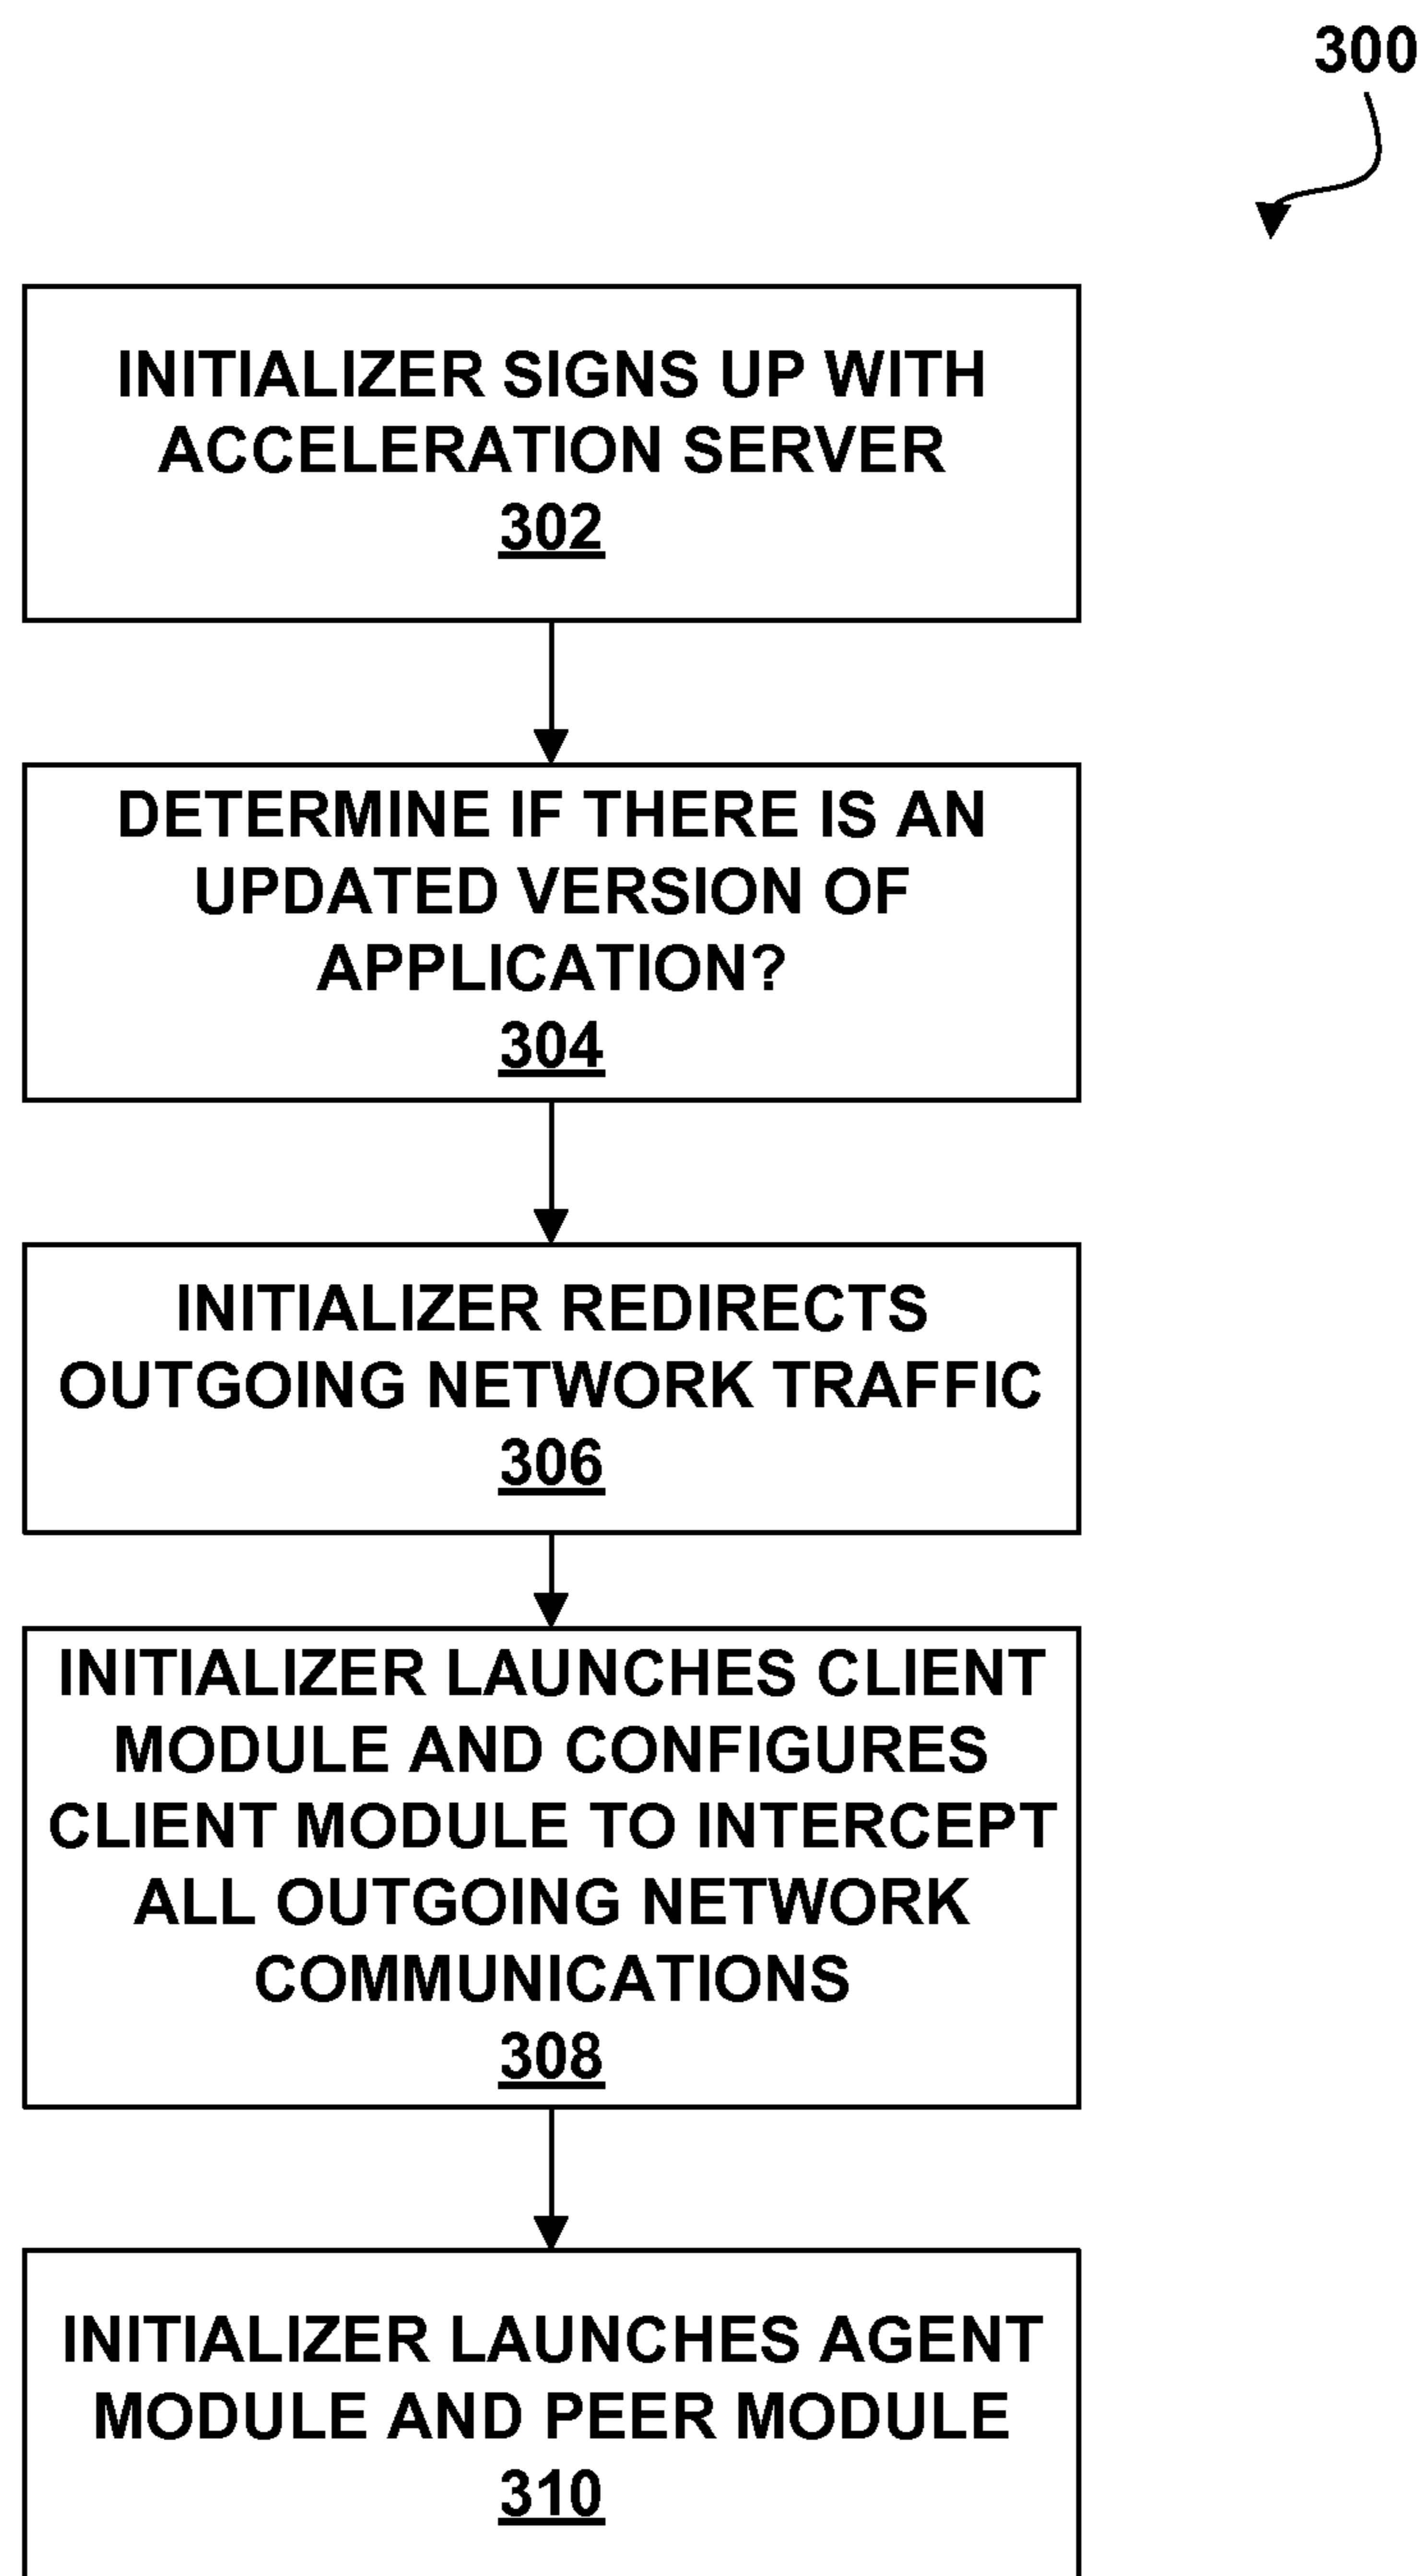 300
INITIALIZER SIGNS UP WITH
ACCELERATION SERVER
302
DETERMINE IF THERE IS AN
UPDATED VERSION OF
APPLICATION?
304
INITIALIZER REDIRECTS
OUTGOING NETWORK TRAFFIC
306
INITIALIZER LAUNCHES CLIENT
MODULE AND CONFIGURES
CLIENT MODULE TO INTERCEPT
ALL OUTGOING NETWORK
COMMUNICATIONS
308
INITIALIZER LAUNCHES AGENT
MODULE AND PEER MODULE
310